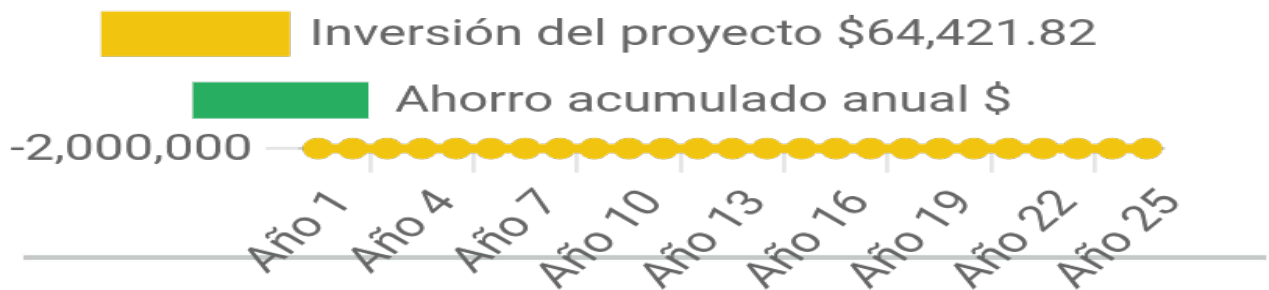 Inversión del proyecto $64,421.82
Ahorro acumulado anual $
-2,000,000
Año 1
Año 4
Año 7
Año 10
Año 13
Año 16
Año 19
Año 22
Año 25